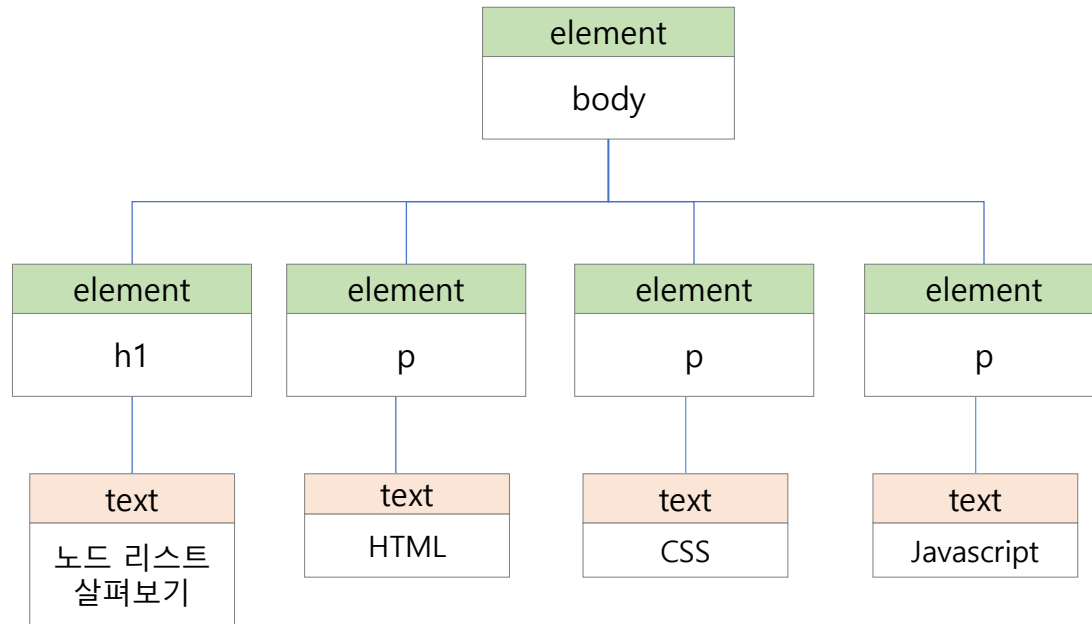 element
body
element
element
element
element
h1
p
p
p
text
text
text
text
노드 리스트
살펴보기
HTML
CSS
Javascript